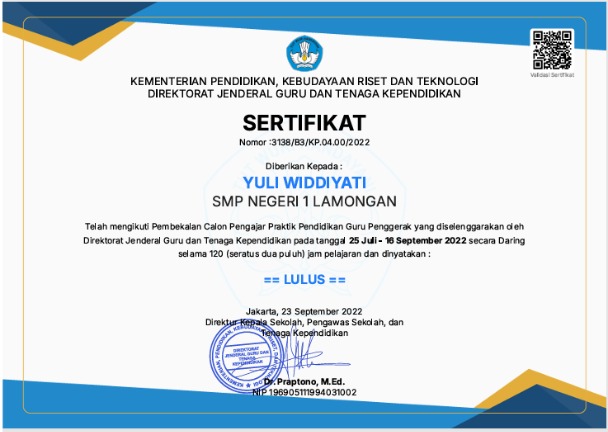 Validasi Sertifikat
KEMENTERIAN PENDIDIKAN, KEBUDAYAAN RISET DAN TEKNOLOGI
DIREKTORAT JENDERAL GURU DAN TENAGA KEPENDIDIKAN
SERTIFIKAT
Nomor :3138/B3/KP.04.00/2022
Diberikan Kepada :
YULI WIDDIYATI
SMP NEGERI 1 LAMONGAN
Telah mengikuti Pembekalan Calon Pengajar Praktik Pendidikan Guru Penggerak yang diselenggarakan oleh
Direktorat Jenderal Guru dan Tenaga Kependidikan pada tanggal 25 Juli - 16 September 2022 secara Daring
selama 120 (seratus dua puluh) jam pelajaran dan dinyatakan :
== LULUS ==
Jakarta, 23 September 2022
Direktur Kepala Sekolah, Pengawas Sekolah, dan
Tenaga Kependidikan
DIREKTORAT
JENDERAL GURU DAN
TENAGA
KEPENDIDIKAN
Dr. Praptono, M.Ed.
NIP 196905111994031002